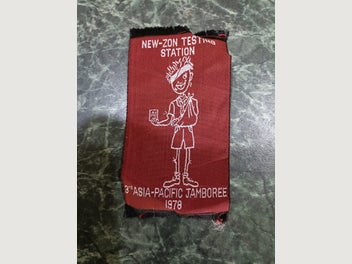 NEW-ZON TESTING
STATION
3RD ASIA-PACIFIC JAMBOREE
1978